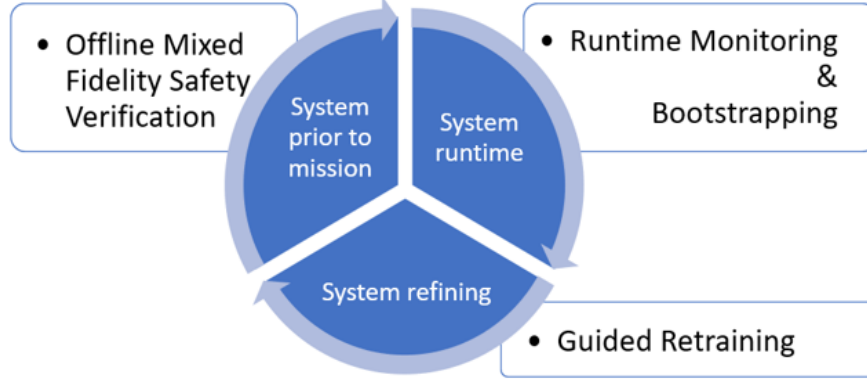 • Offline Mixed
Fidelity Safety
Verification
System
prior to
mission
System
runtime
• Runtime Monitoring
&
Bootstrapping
System refining
• Guided Retraining